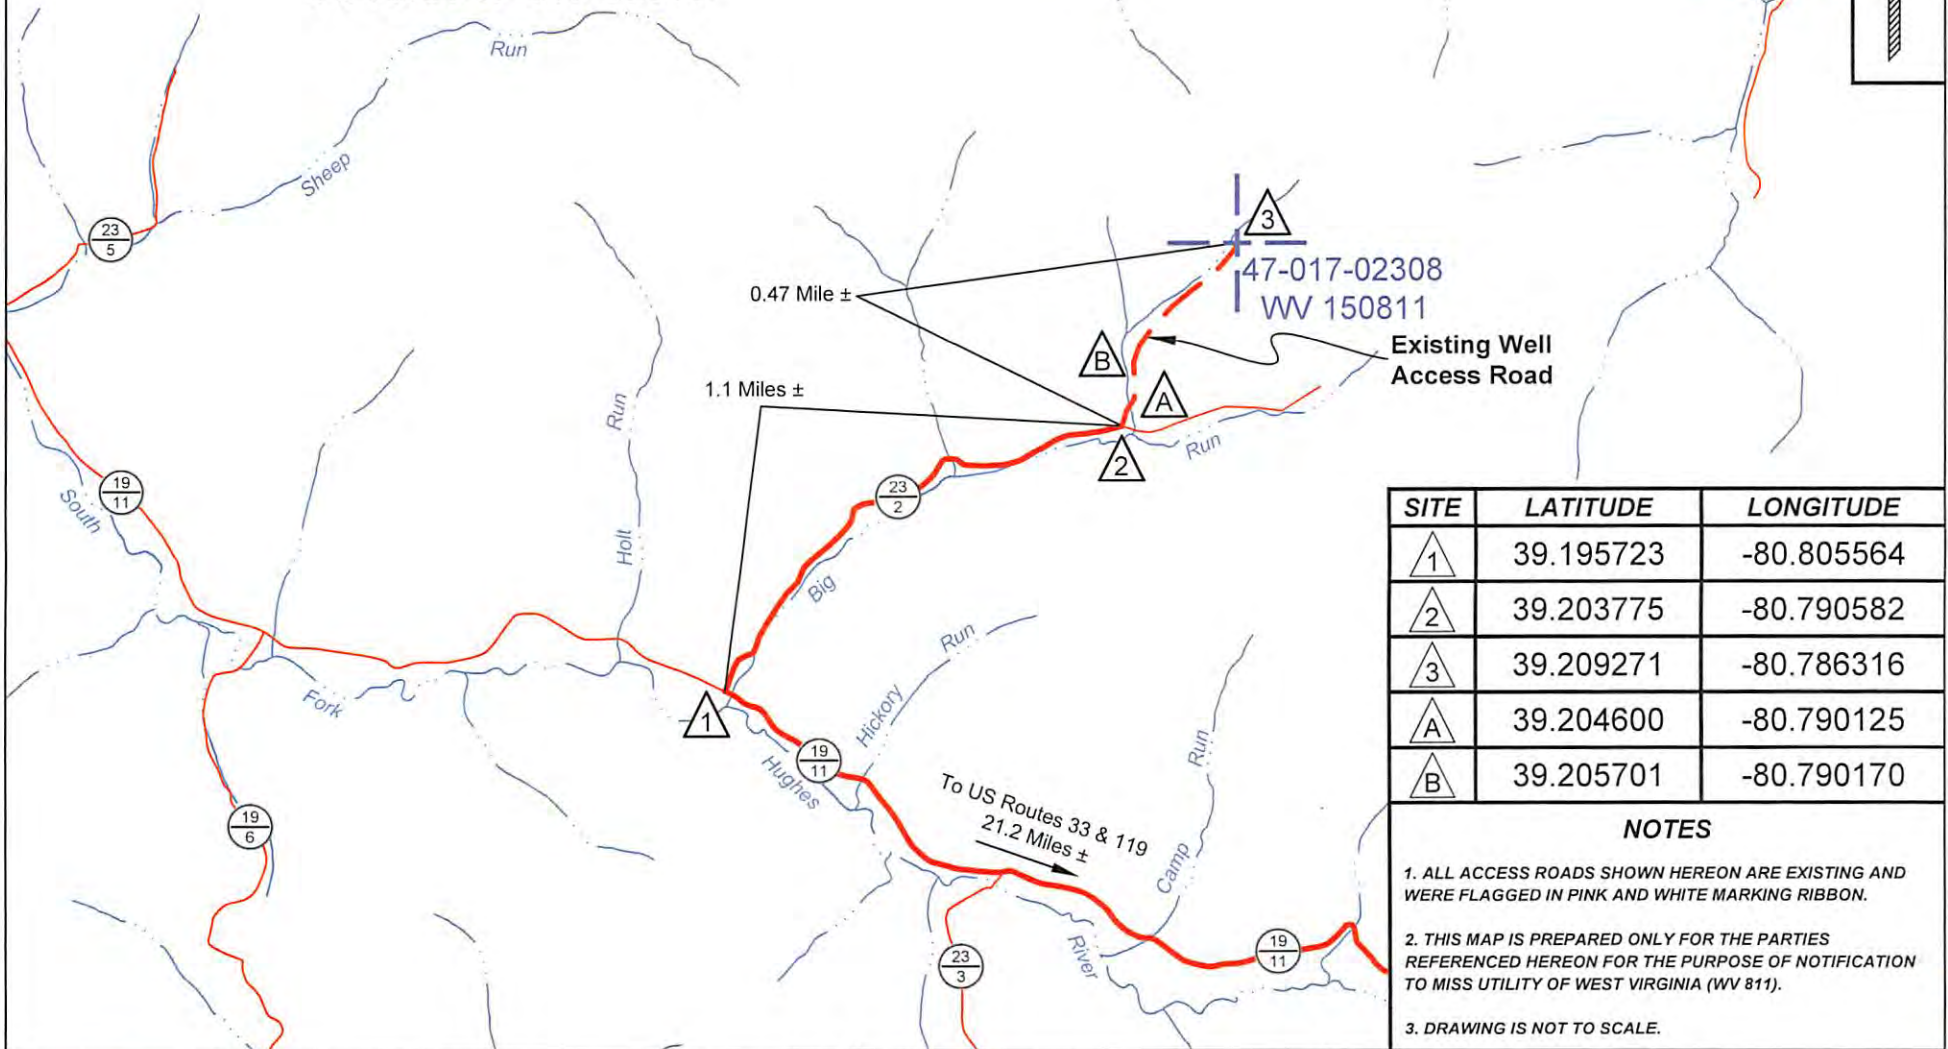 Run
Sheep
23
5
3
47-017-02308
WV 150811
0.47 Mile ±
Existing Well
Access Road
B
A
1.1 Miles ±
Run
Run
2
23
2
19
11
South
Holt
Big
Run
Fork
1
Hickory
19
11
Hughes
Run
19
6
To US Routes 33 & 119
21.2 Miles ±
Camp
River
23
3
19
11
SITE LATITUDE LONGITUDE
1 39.195723 -80.805564
2 39.203775 -80.790582
3 39.209271 -80.786316
A 39.204600 -80.790125
B 39.205701 -80.790170
NOTES
1. ALL ACCESS ROADS SHOWN HEREON ARE EXISTING AND
WERE FLAGGED IN PINK AND WHITE MARKING RIBBON.
2. THIS MAP IS PREPARED ONLY FOR THE PARTIES
REFERENCED HEREON FOR THE PURPOSE OF NOTIFICATION
TO MISS UTILITY OF WEST VIRGINIA (WV 811).
3. DRAWING IS NOT TO SCALE.